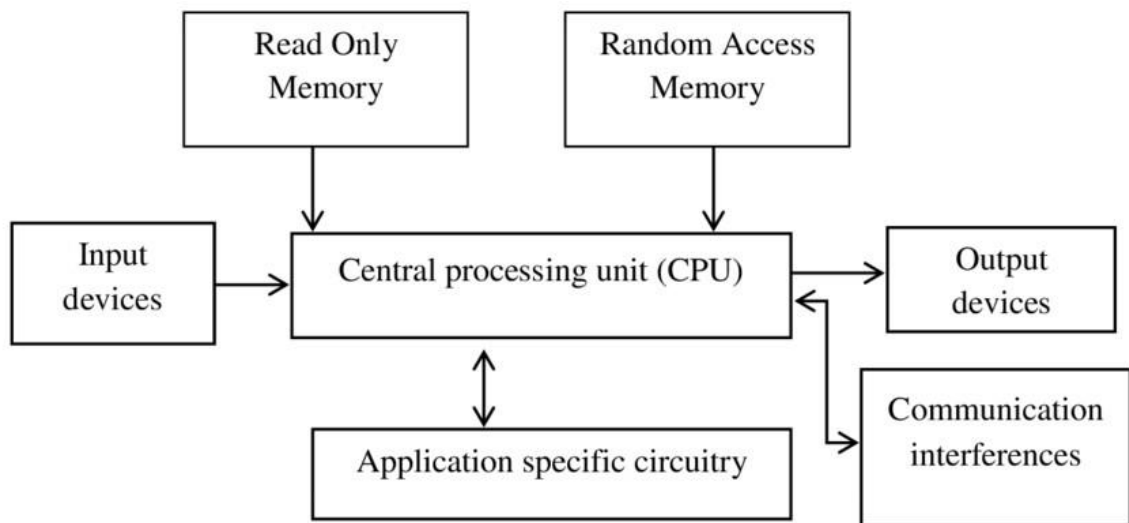 Read Only
Memory
Random Access
Memory
Input
devices
Central processing unit (CPU)
Output
devices
Application specific circuitry
Communication
interferences